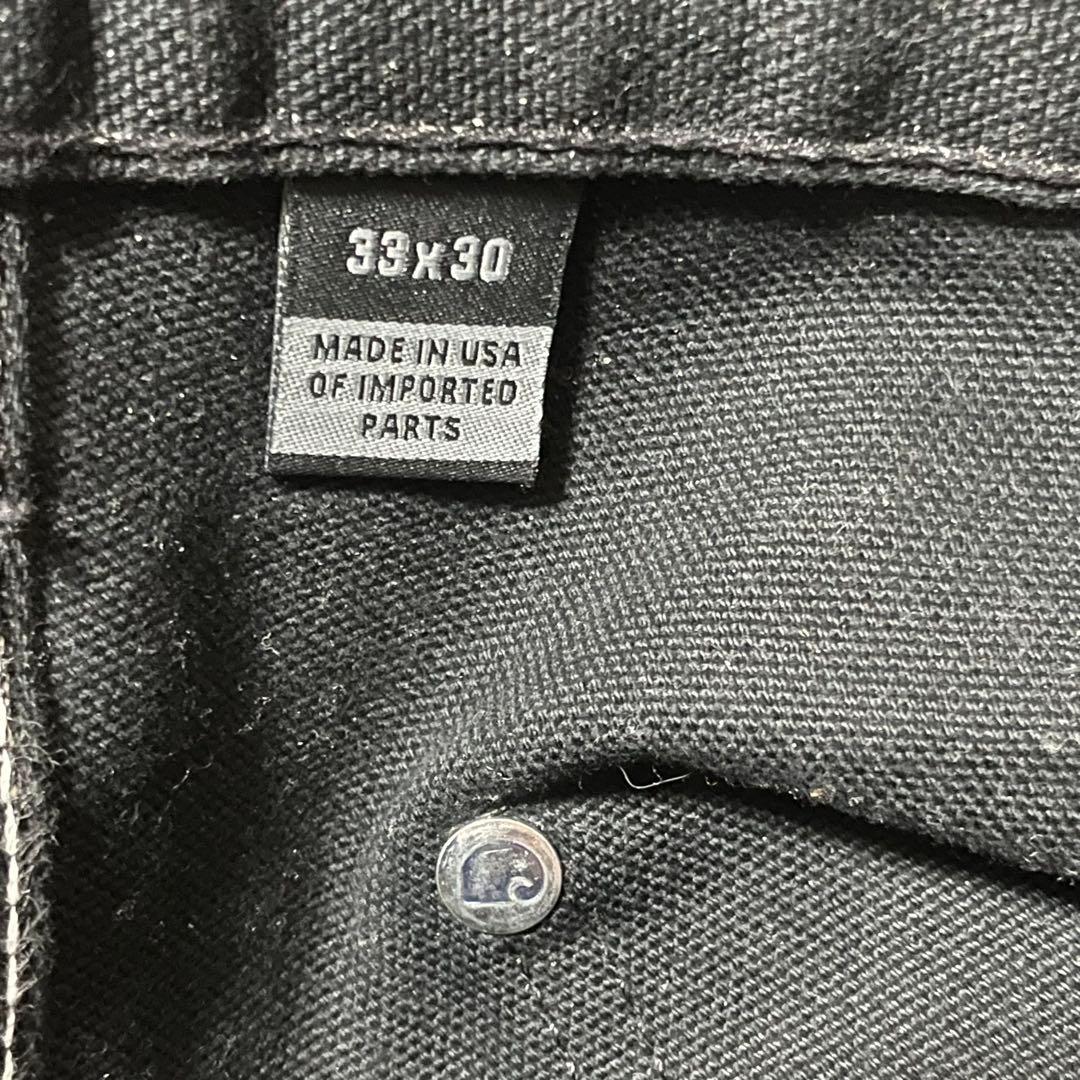 33x30
MADE IN USA
OF IMPORTED
PARTS